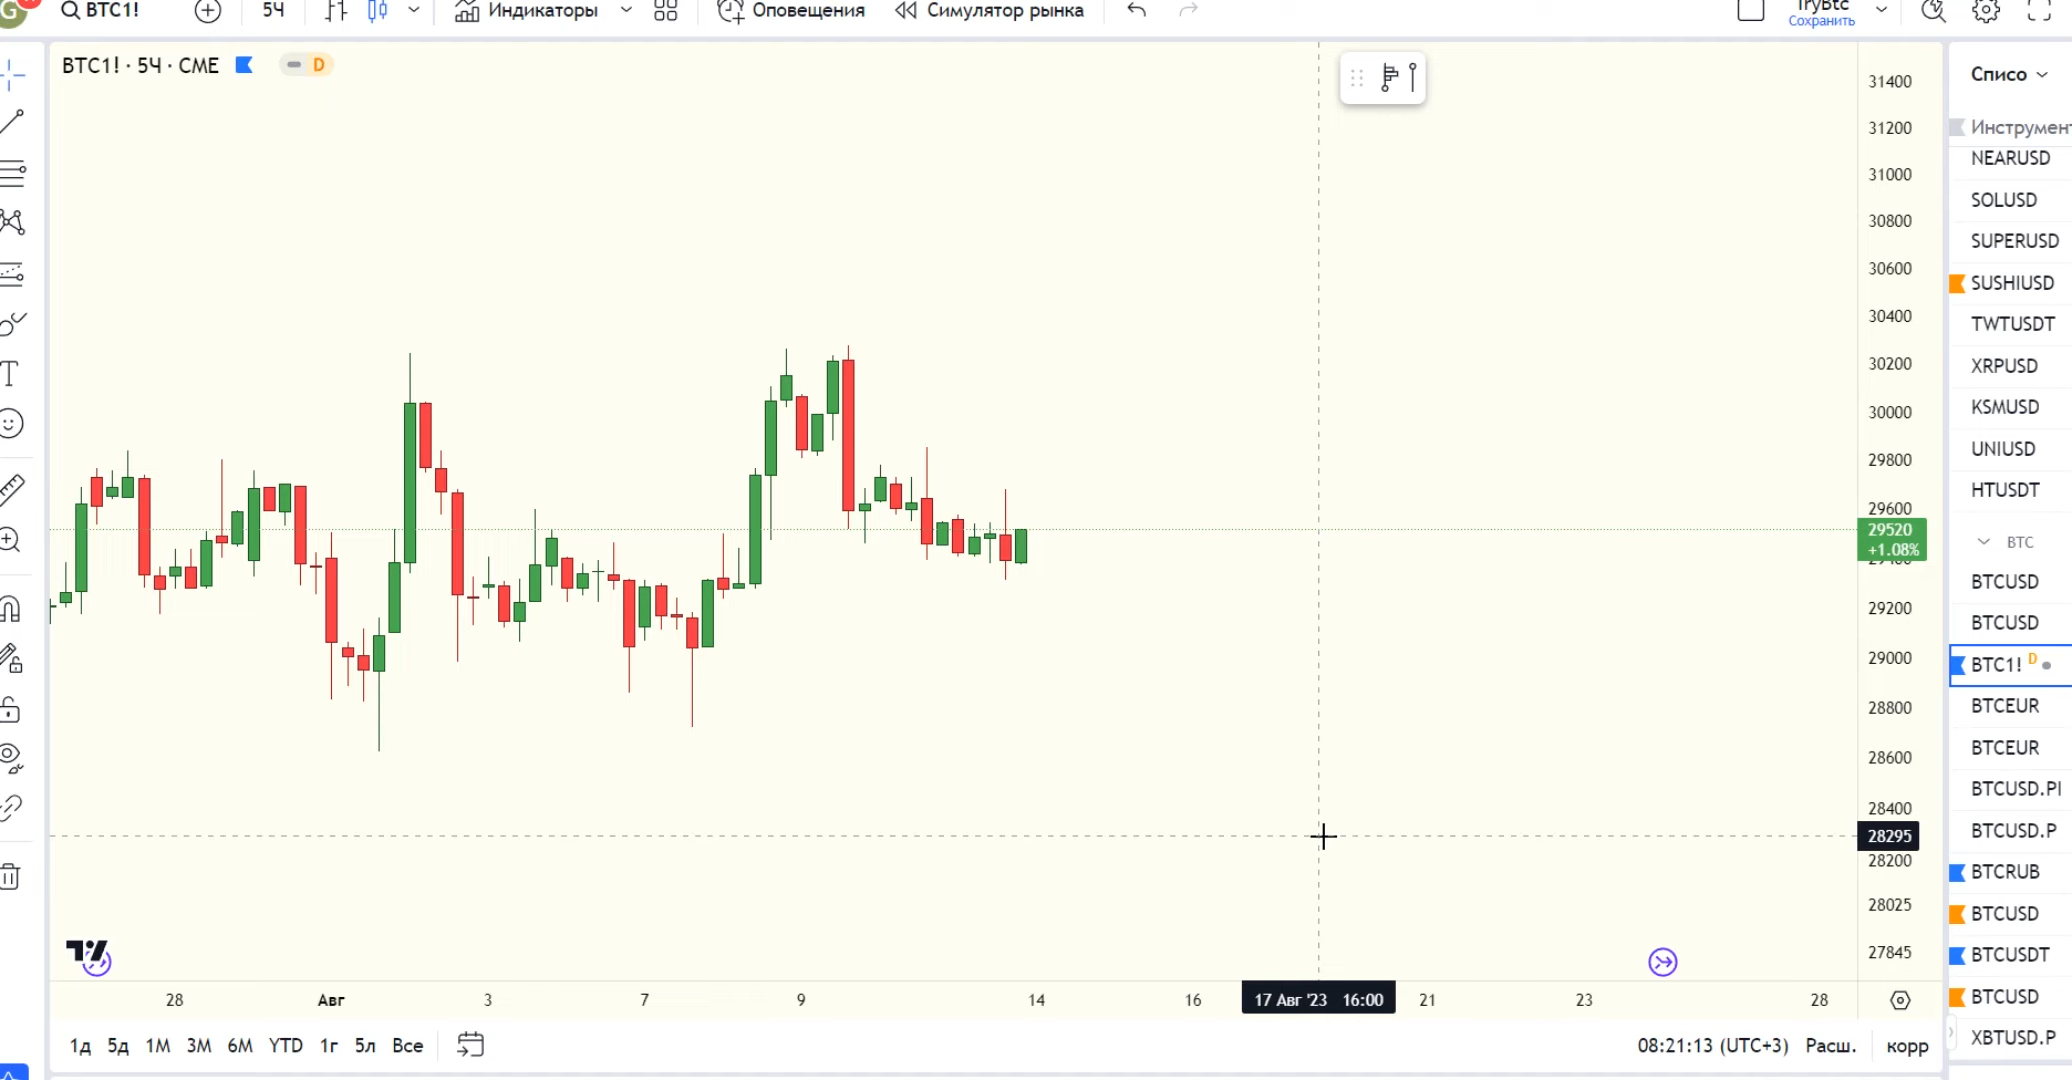 BTC1! 5Ч Индикаторы Оповещения Симулятор рынка TryBtc
Сохранить
BTC1! · 5Ч · CME D
31400
31200
31000
30800
30600
30400
30200
30000
29800
29600
29520
+1.08%
29400
29200
29000
28800
28600
28400
28295
28200
28025
27845
28 Авг 3 7 9 14 16 17 Авг '23 16:00 21 23 28
1д 5д 1М 3М 6М YTD 1г 5л Все 08:21:13 (UTC+3) Расш. корр
Списо
Инструмент
NEARUSD
SOLUSD
SUPERUSD
SUSHIUSD
TWTUSDT
XRPUSD
KSMUSD
UNIUSD
HTUSDT
BTC
BTCUSD
BTCUSD
BTC1! D
BTCEUR
BTCEUR
BTCUSD.PI
BTCUSD.P
BTCRUB
BTCUSD
BTCUSDT
BTCUSD
XBTUSD.P